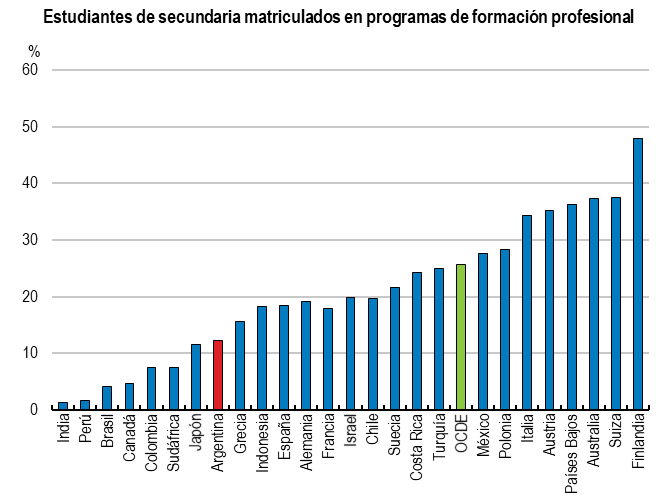 Estudiantes de secundaria matriculados en programas de formación profesional
%
60
50
40
30
20
10
0
India
Perú
Brasil
Canadá
Colombia
Sudáfrica
Japón
Argentina
Grecia
Indonesia
España
Alemania
Francia
Israel
Chile
Suecia
Costa Rica
Turquía
OCDE
México
Polonia
Italia
Austria
Países Bajos
Australia
Suiza
Finlandia